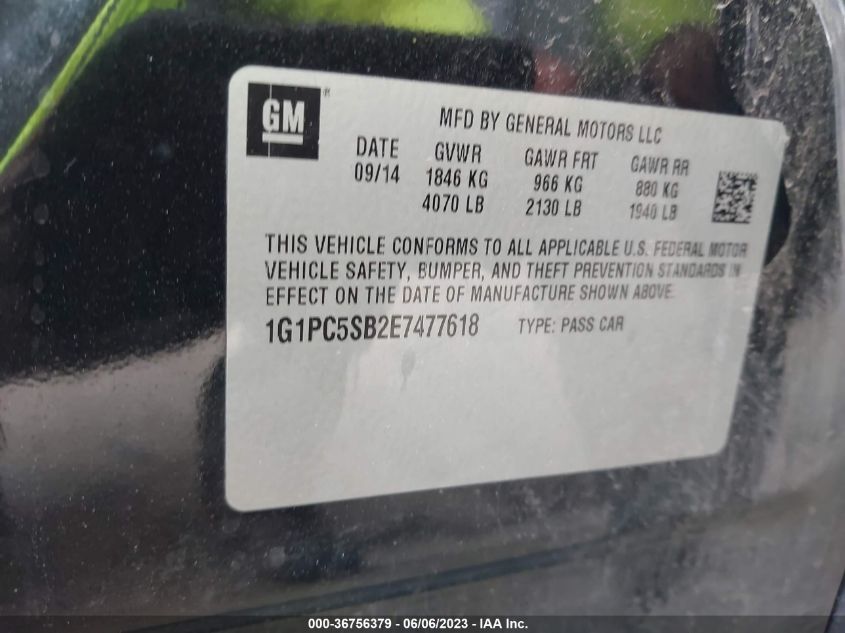 GM ®
MFD BY GENERAL MOTORS LLC
DATE GVWR GAWR FRT GAWR RR
09/14 1846 KG 966 KG 880 KG
4070 LB 2130 LB 1940 LB
THIS VEHICLE CONFORMS TO ALL APPLICABLE U.S. FEDERAL MOTOR
VEHICLE SAFETY, BUMPER, AND THEFT PREVENTION STANDARDS IN
EFFECT ON THE DATE OF MANUFACTURE SHOWN ABOVE.
1G1PC5SB2E7477618 TYPE: PASS CAR
000-36756379 - 06/06/2023 - IAA Inc.